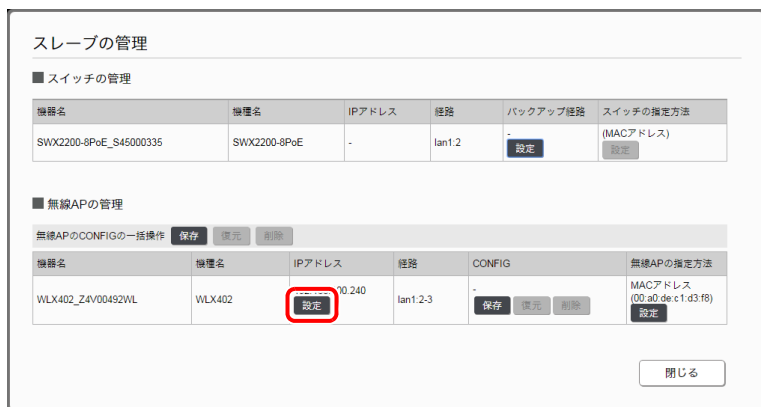 スレーブの管理
■ スイッチの管理
機器名 機種名 IPアドレス 経路 バックアップ経路 スイッチの指定方法
SWX2200-8PoE_S45000335 SWX2200-8PoE - lan1:2 - (MACアドレス)
設定 設定
■ 無線APの管理
無線APのCONFIGの一括操作 保存 復元 削除
機器名 機種名 IPアドレス 経路 CONFIG 無線APの指定方法
WLX402_Z4V00492WL WLX402 00.240 lan1:2-3 - MACアドレス
(00:a0:de:c1:d3:f8)
設定 保存 復元 削除 設定
閉じる